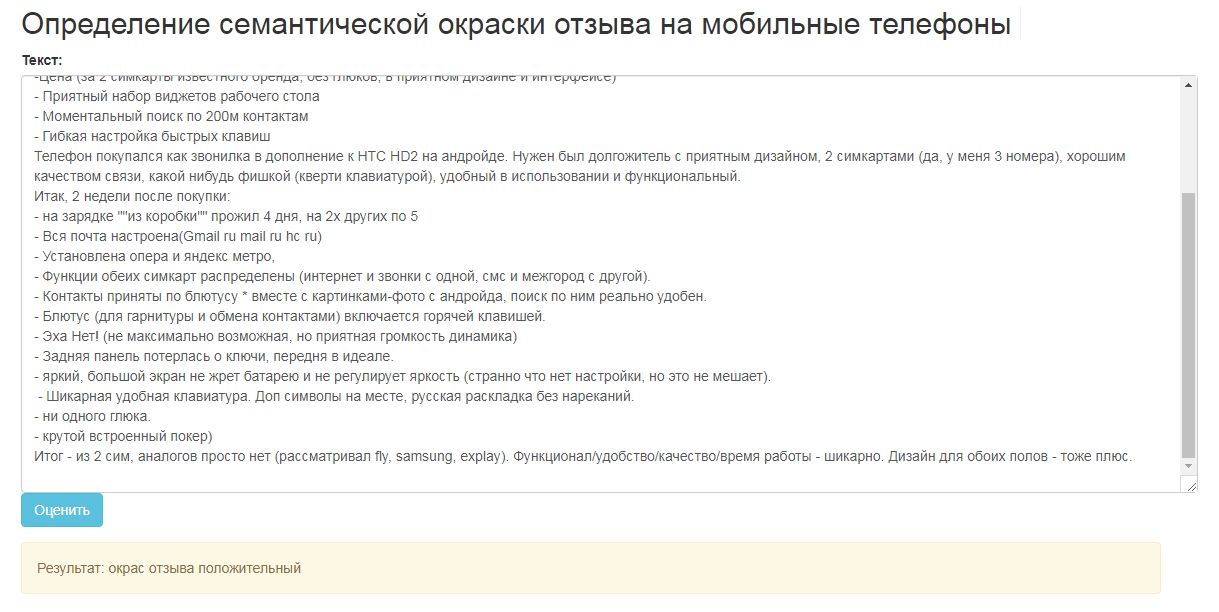 Определение семантической окраски отзыва на мобильные телефоны
Текст:
-Цена (за 2 симкарты известного бренда, без глюков, в приятном дизайне и интерфейсе)
- Приятный набор виджетов рабочего стола
- Моментальный поиск по 200м контактам
- Гибкая настройка быстрых клавиш
Телефон покупался как звонилка в дополнение к HTC HD2 на андройде. Нужен был долгожитель с приятным дизайном, 2 симкартами (да, у меня 3 номера), хорошим
качеством связи, какой нибудь фишкой (кверти клавиатурой), удобный в использовании и функциональный.
Итак, 2 недели после покупки:
- на зарядке ""из коробки"" прожил 4 дня, на 2х других по 5
- Вся почта настроена(Gmail ru mail ru hc ru)
- Установлена опера и яндекс метро,
- Функции обеих симкарт распределены (интернет и звонки с одной, смс и межгород с другой).
- Контакты приняты по блютусу * вместе с картинками-фото с андройда, поиск по ним реально удобен.
- Блютус (для гарнитуры и обмена контактами) включается горячей клавишей.
- Эха Нет! (не максимально возможная, но приятная громкость динамика)
- Задняя панель потерлась о ключи, передня в идеале.
- яркий, большой экран не жрет батарею и не регулирует яркость (странно что нет настройки, но это не мешает).
- Шикарная удобная клавиатура. Доп символы на месте, русская раскладка без нареканий.
- ни одного глюка.
- крутой встроенный покер)
Итог - из 2 сим, аналогов просто нет (рассматривал fly, samsung, explay). Функционал/удобство/качество/время работы - шикарно. Дизайн для обоих полов - тоже плюс.
Оценить
Результат: окрас отзыва положительный